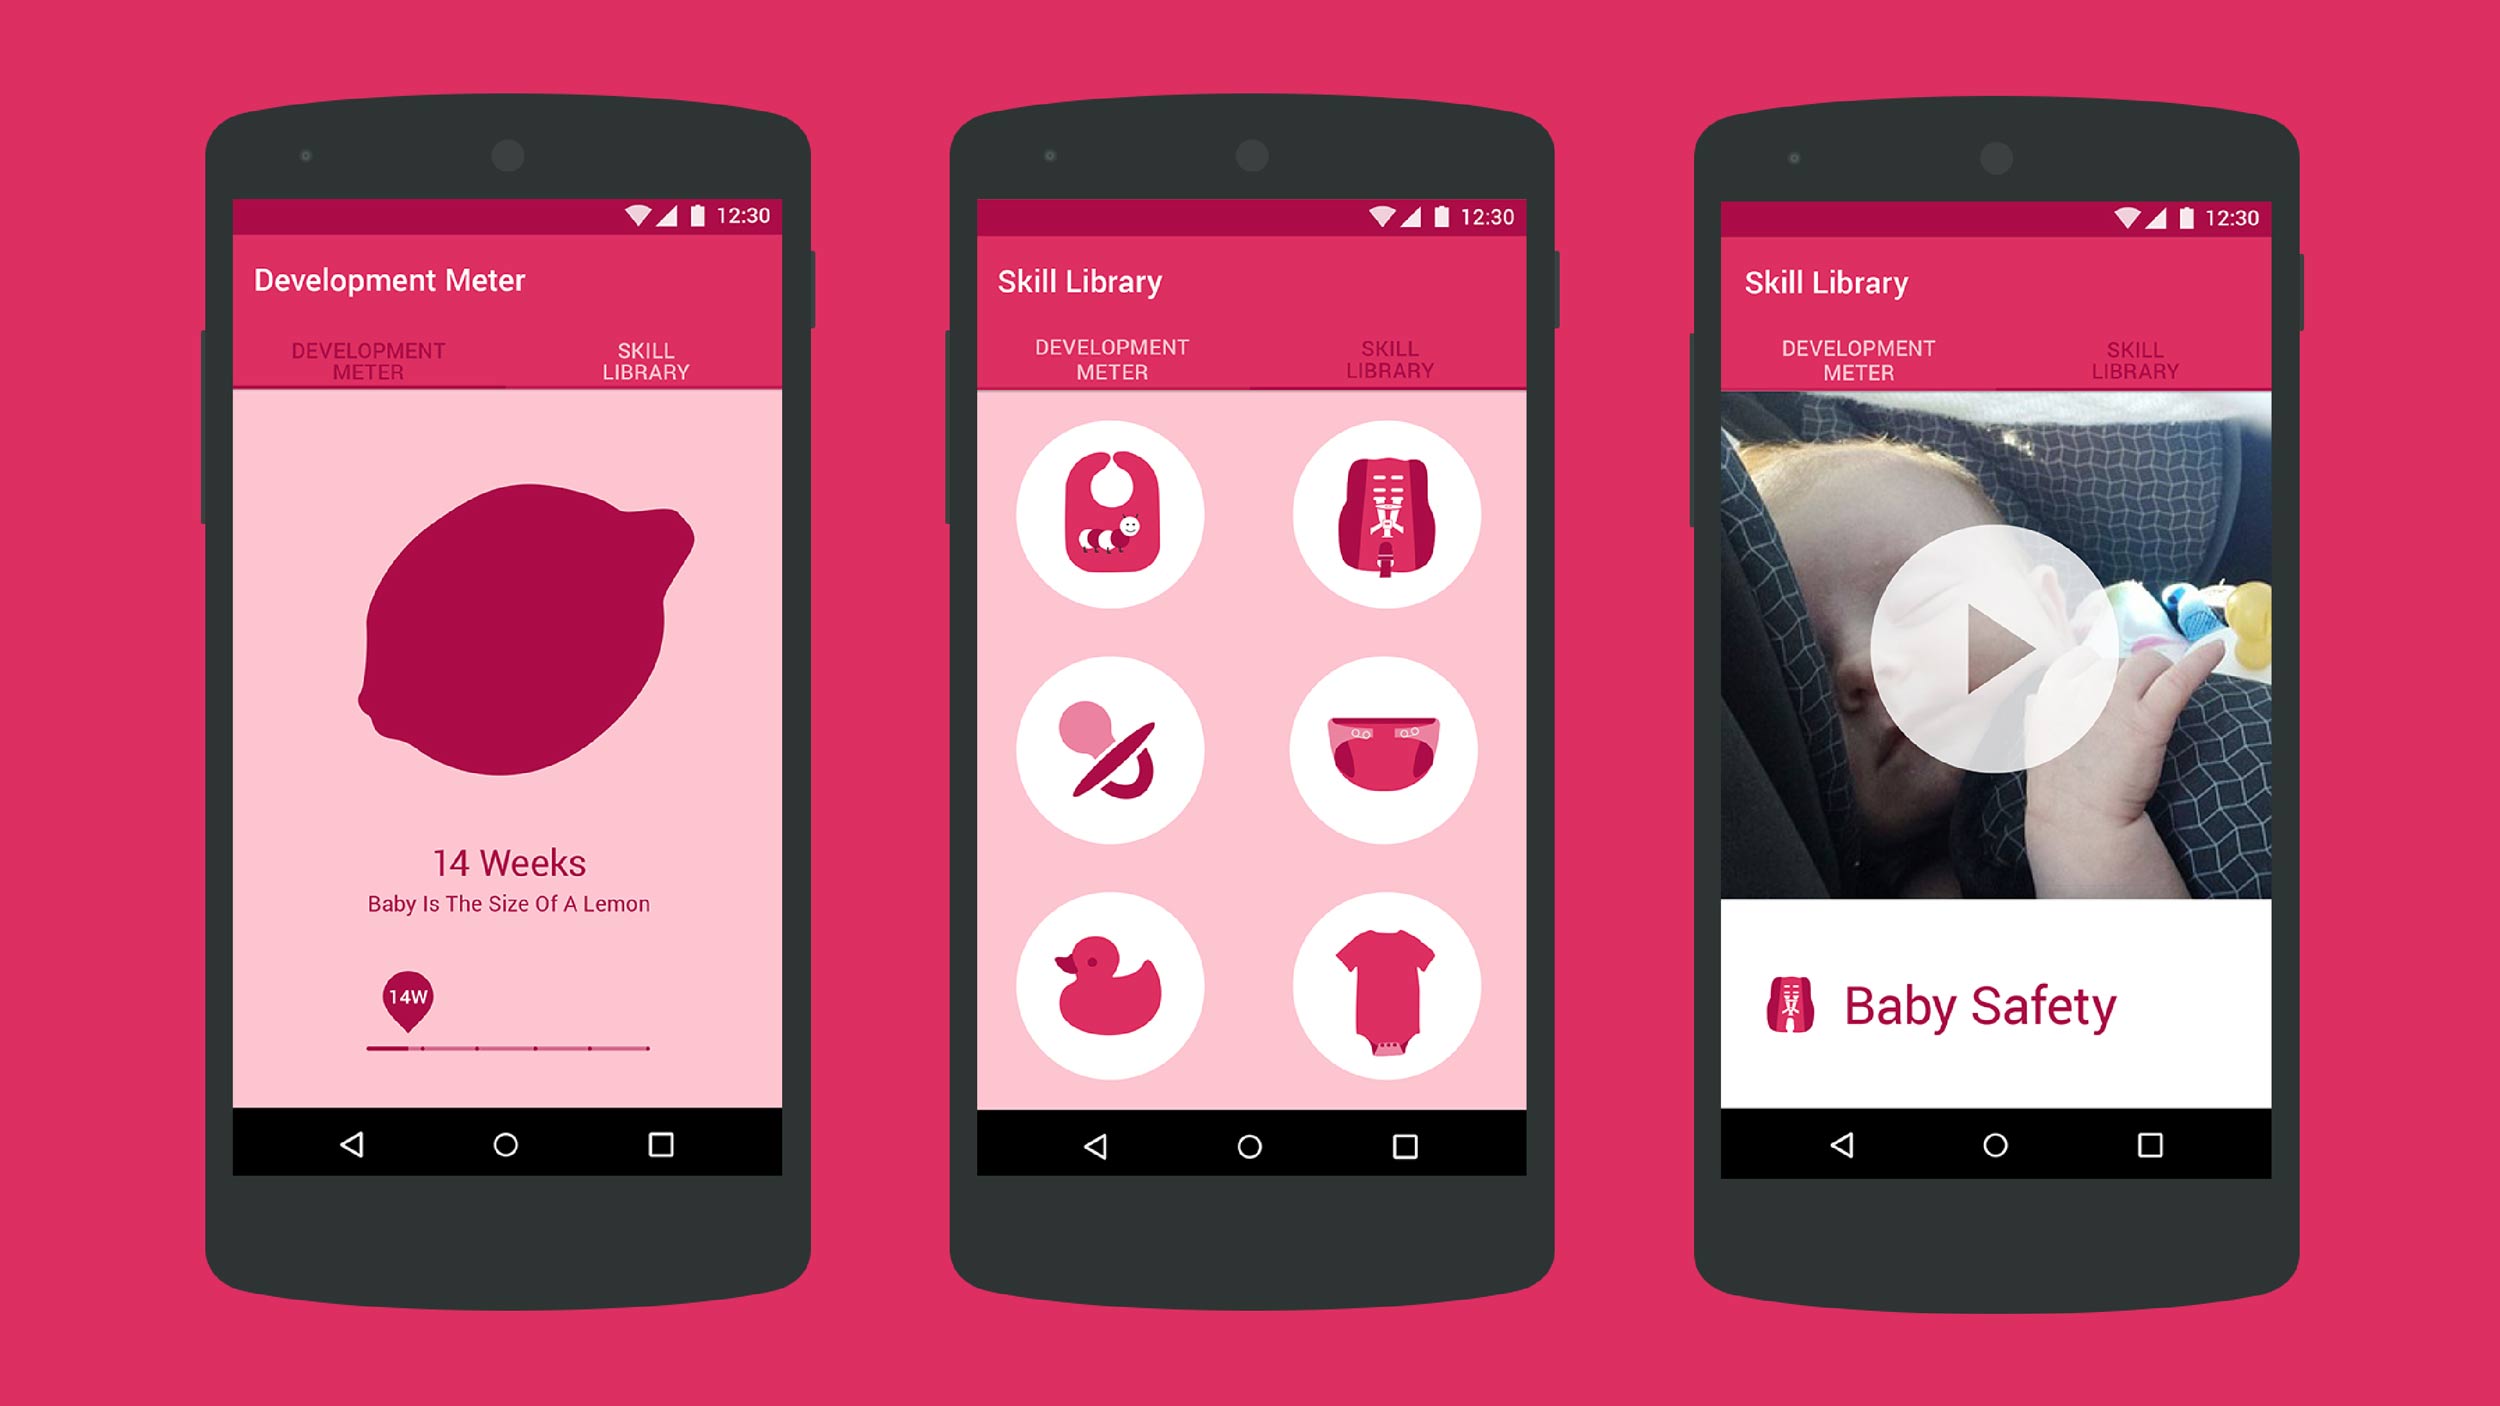 12:30
Development Meter
DEVELOPMENT
METER
SKILL
LIBRARY
14 Weeks
Baby Is The Size Of A Lemon
14W
12:30
Skill Library
DEVELOPMENT
METER
SKILL
LIBRARY
12:30
Skill Library
DEVELOPMENT
METER
SKILL
LIBRARY
Baby Safety